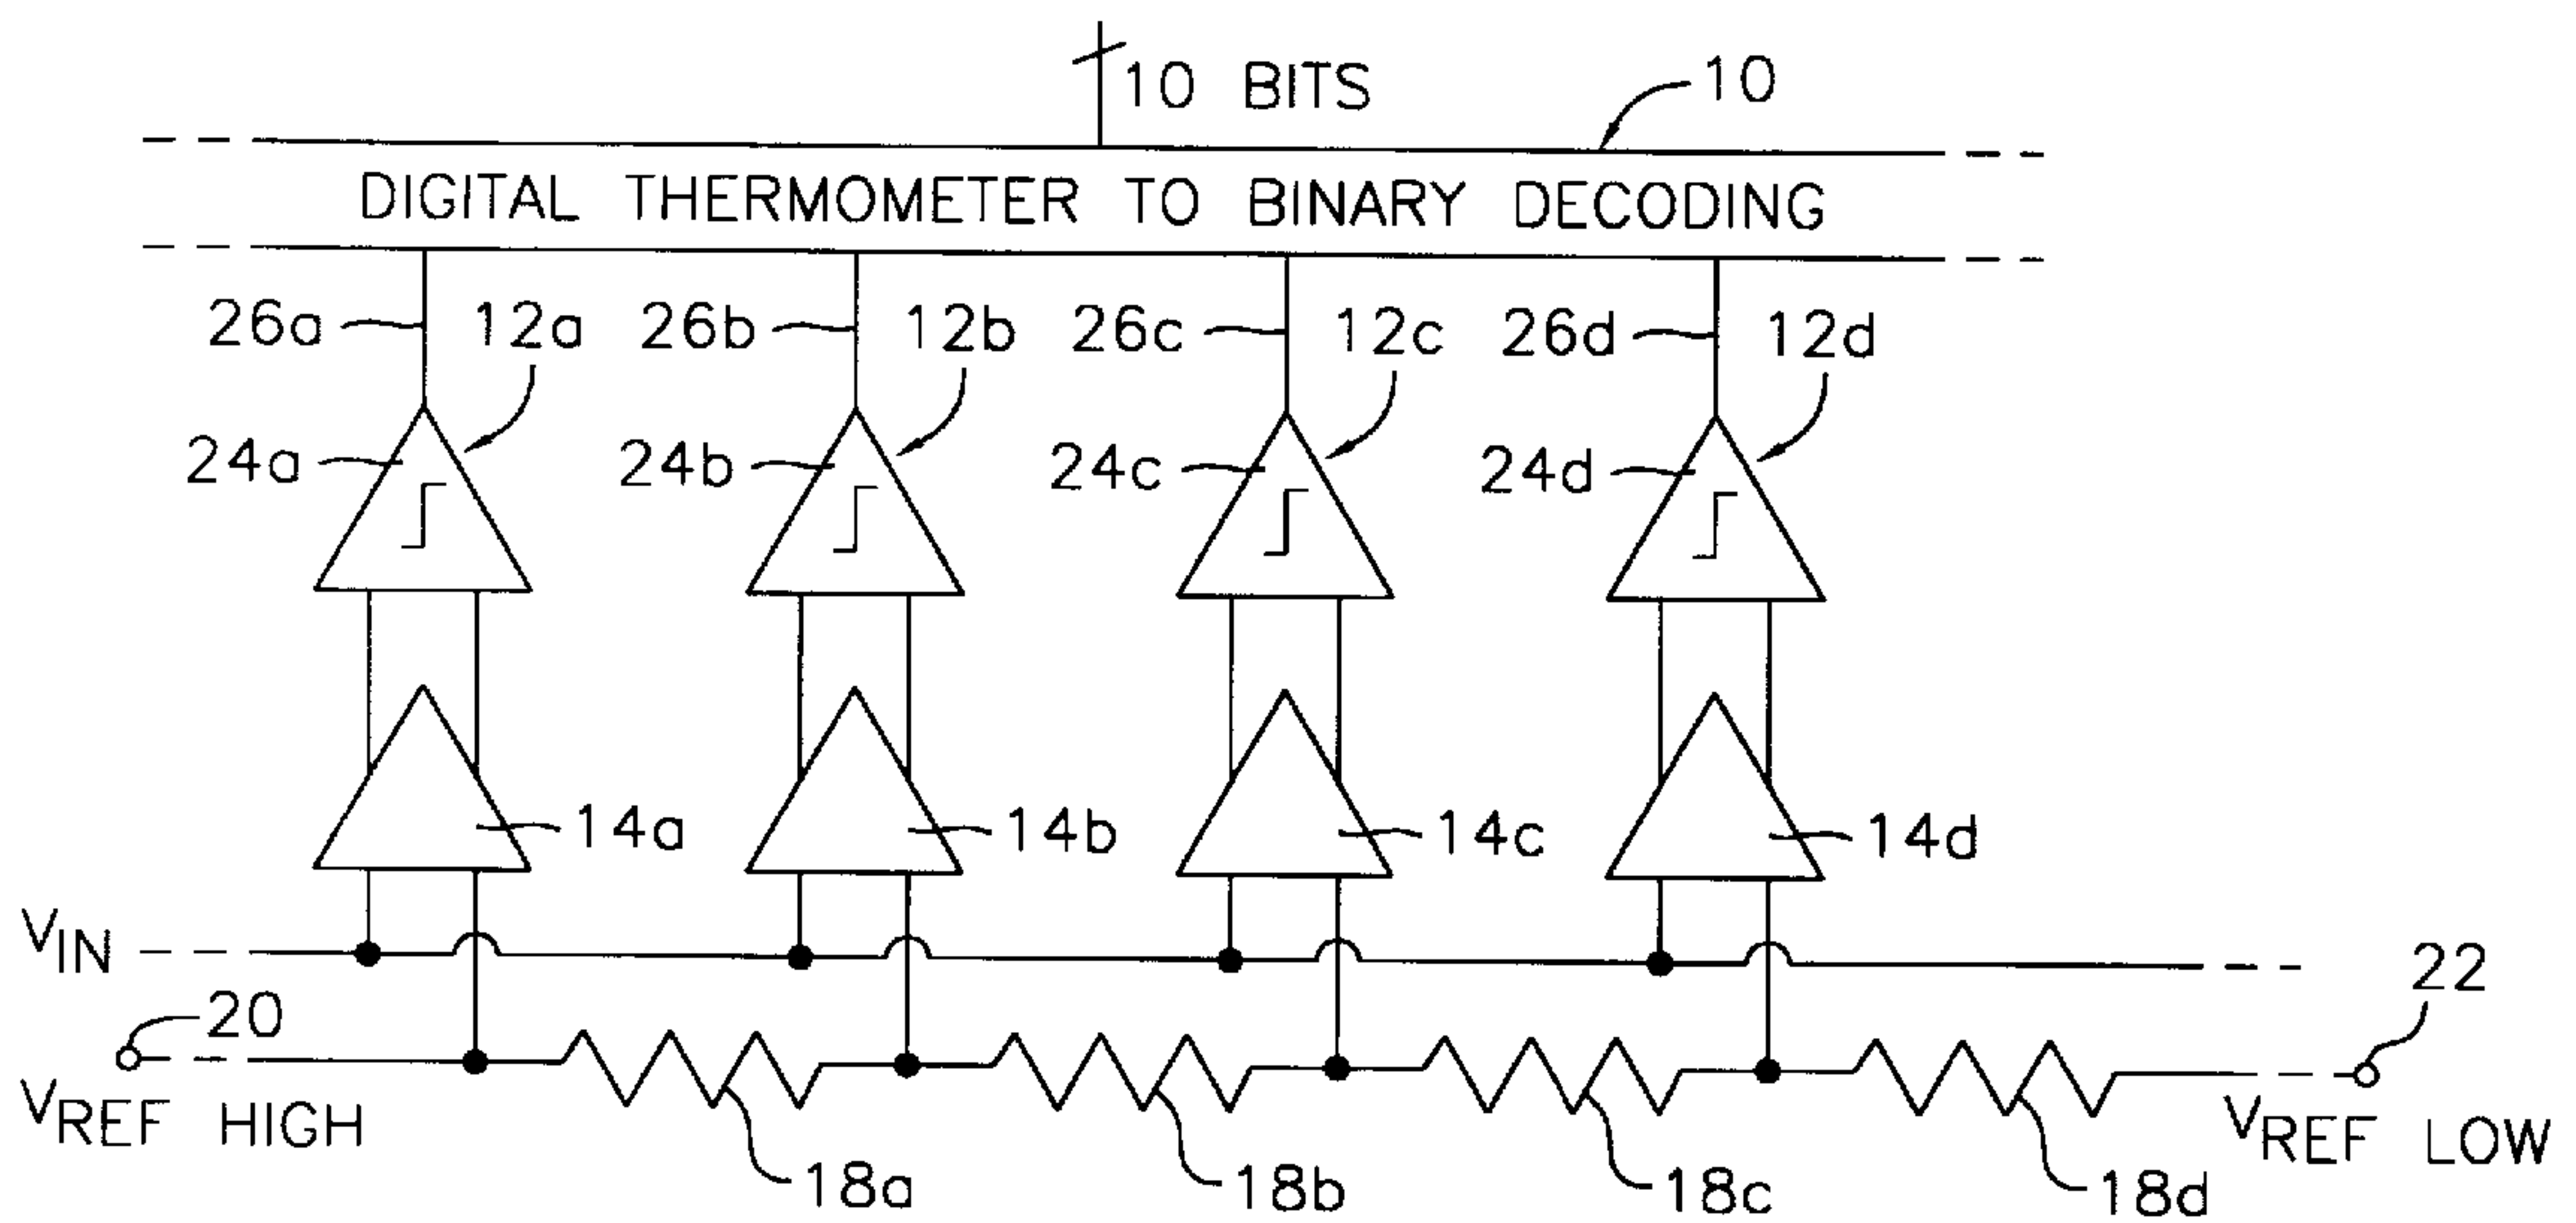 10 BITS
10
DIGITAL THERMOMETER TO BINARY DECODING
26a 12a 26b 12b 26c 12c 26d 12d
24a 24b 24c 24d
14a 14b 14c 14d
VIN
22
20
VREF HIGH
VREF LOW
18a 18b 18c 18d